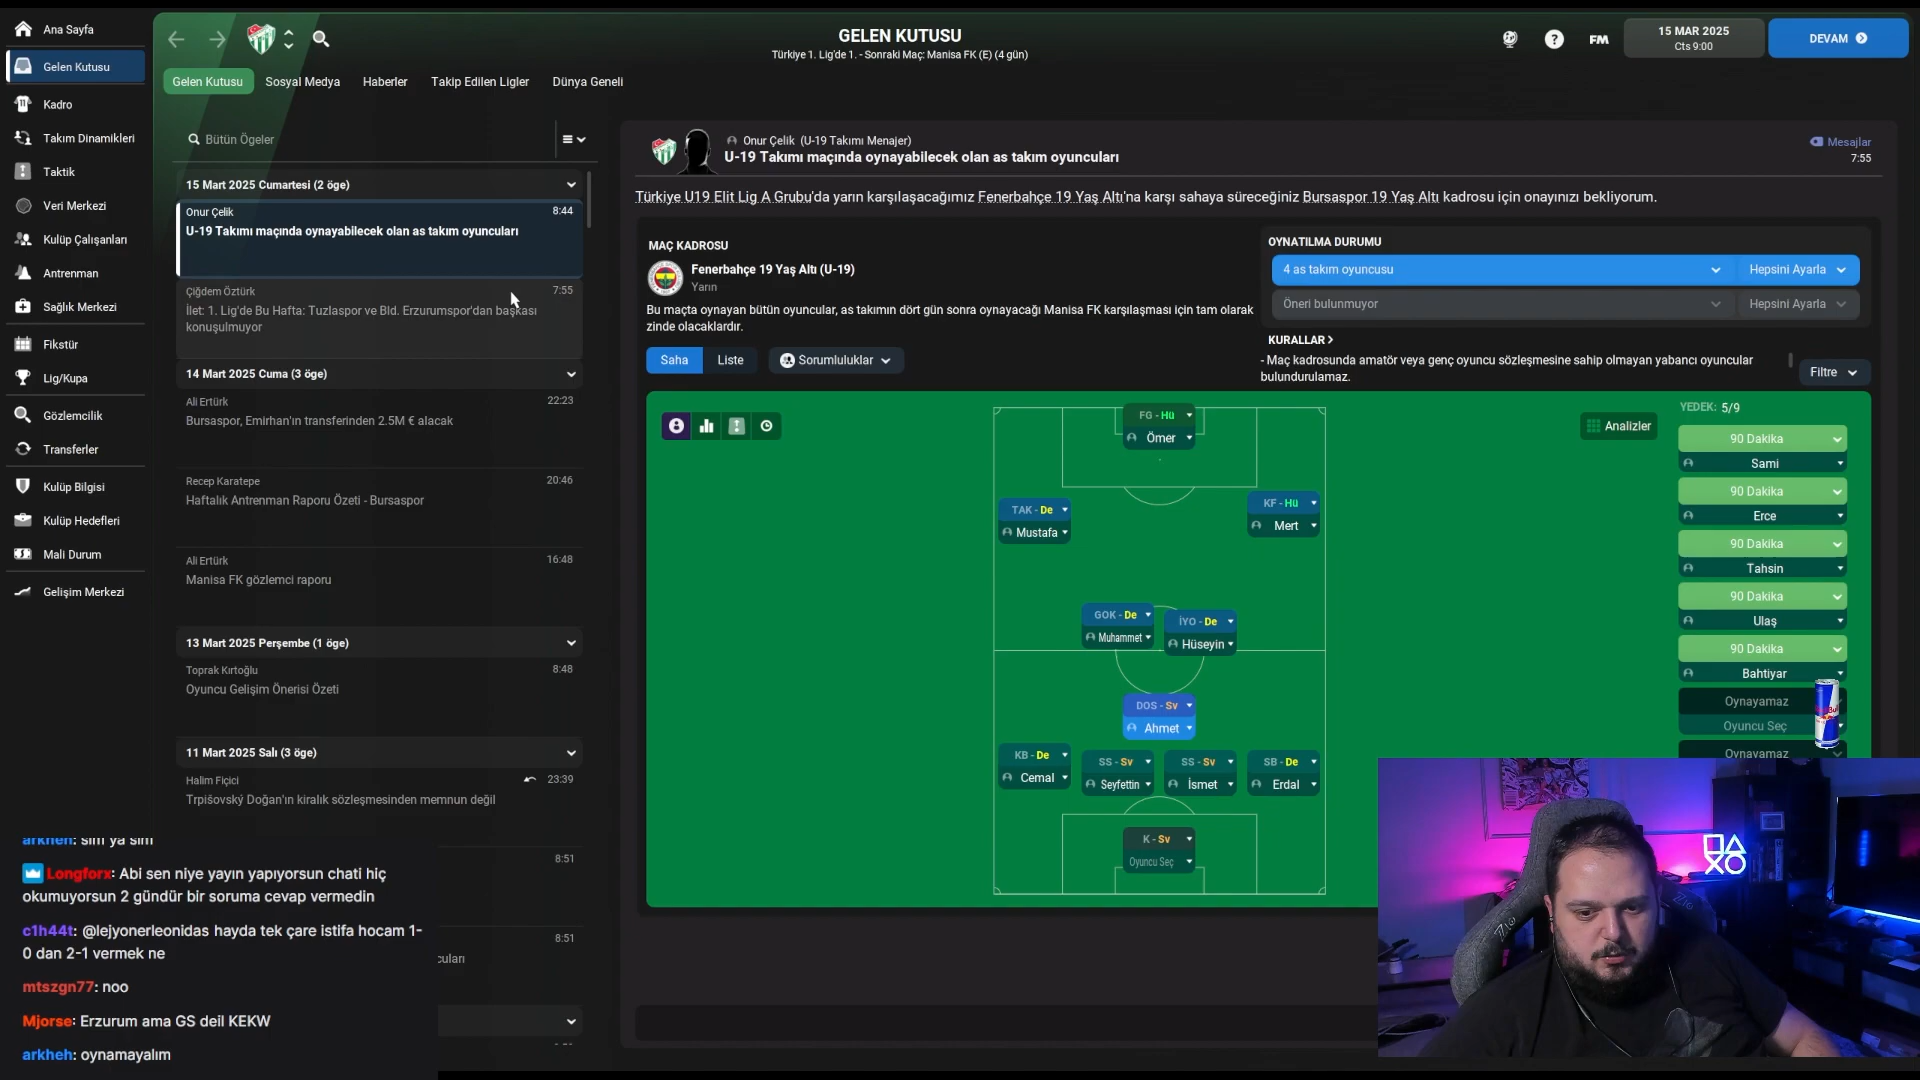 Ana Sayfa
Gelen Kutusu
Kadro
Takım Dinamikleri
Taktik
Veri Merkezi
Kulüp Çalışanları
Antrenman
Sağlık Merkezi
Fikstür
Lig/Kupa
Gözlemcilik
Transferler
Kulüp Bilgisi
Kulüp Hedefleri
Mali Durum
Gelişim Merkezi
GELEN KUTUSU
Türkiye 1. Lig'de 1. - Sonraki Maç: Manisa FK (E) (4 gün)
FM
15 MAR 2025
Cts 9:00
DEVAM
Gelen Kutusu
Sosyal Medya
Haberler
Takip Edilen Ligler
Dünya Geneli
Bütün Ögeler
15 Mart 2025 Cumartesi (2 öge)
Onur Çelik 8:44
U-19 Takımı maçında oynayabilecek olan as takım oyuncuları
Çiğdem Öztürk 7:55
İlet: 1. Lig'de Bu Hafta: Tuzlaspor ve Bld. Erzurumspor'dan başkası
konuşulmuyor
14 Mart 2025 Cuma (3 öge)
Ali Ertürk 22:23
Bursaspor, Emirhan'ın transferinden 2.5M € alacak
Recep Karatepe 20:46
Haftalık Antrenman Raporu Özeti - Bursaspor
Ali Ertürk 16:48
Manisa FK gözlemci raporu
13 Mart 2025 Perşembe (1 öge)
Toprak Kırtoğlu 8:48
Oyuncu Gelişim Önerisi Özeti
11 Mart 2025 Salı (3 öge)
Halim Fiçici 23:39
Trpišovský Doğan'ın kiralık sözleşmesinden memnun değil
8:51
8:51
cuları
Onur Çelik (U-19 Takımı Menajer)
U-19 Takımı maçında oynayabilecek olan as takım oyuncuları
Mesajlar
7:55
Türkiye U19 Elit Lig A Grubu'da yarın karşılaşacağımız Fenerbahçe 19 Yaş Altı'na karşı sahaya süreceğiniz Bursaspor 19 Yaş Altı kadrosu için onayınızı bekliyorum.
MAÇ KADROSU
Fenerbahçe 19 Yaş Altı (U-19)
Yarın
Bu maçta oynayan bütün oyuncular, as takımın dört gün sonra oynayacağı Manisa FK karşılaşması için tam olarak
zinde olacaklardır.
OYNATILMA DURUMU
4 as takım oyuncusu
Hepsini Ayarla
Öneri bulunmuyor
Hepsini Ayarla
KURALLAR
- Maç kadrosunda amatör veya genç oyuncu sözleşmesine sahip olmayan yabancı oyuncular
bulundurulamaz.
Filtre
Saha
Liste
Sorumluluklar
Analizler
FG - Hü
Ömer
TAK - De
Mustafa
KF - Hü
Mert
GOK - De
Muhammet
İYO - De
Hüseyin
DOS - Sv
Ahmet
KB - De
Cemal
SS - Sv
Seyfettin
SS - Sv
İsmet
SB - De
Erdal
K - Sv
Oyuncu Seç
YEDEK: 5/9
90 Dakika
Sami
90 Dakika
Erce
90 Dakika
Tahsin
90 Dakika
Ulaş
90 Dakika
Bahtiyar
Oynayamaz
Oyuncu Seç
Oynayamaz
arkheh: sim ya sim
Longforx: Abi sen niye yayın yapıyorsun chati hiç
okumuyorsun 2 gündür bir soruma cevap vermedin
c1h44t: @lejyonerleonidas hayda tek çare istifa hocam 1-
0 dan 2-1 vermek ne
mtszgn77: noo
Mjorse: Erzurum ama GS deil KEKW
arkheh: oynamayalım